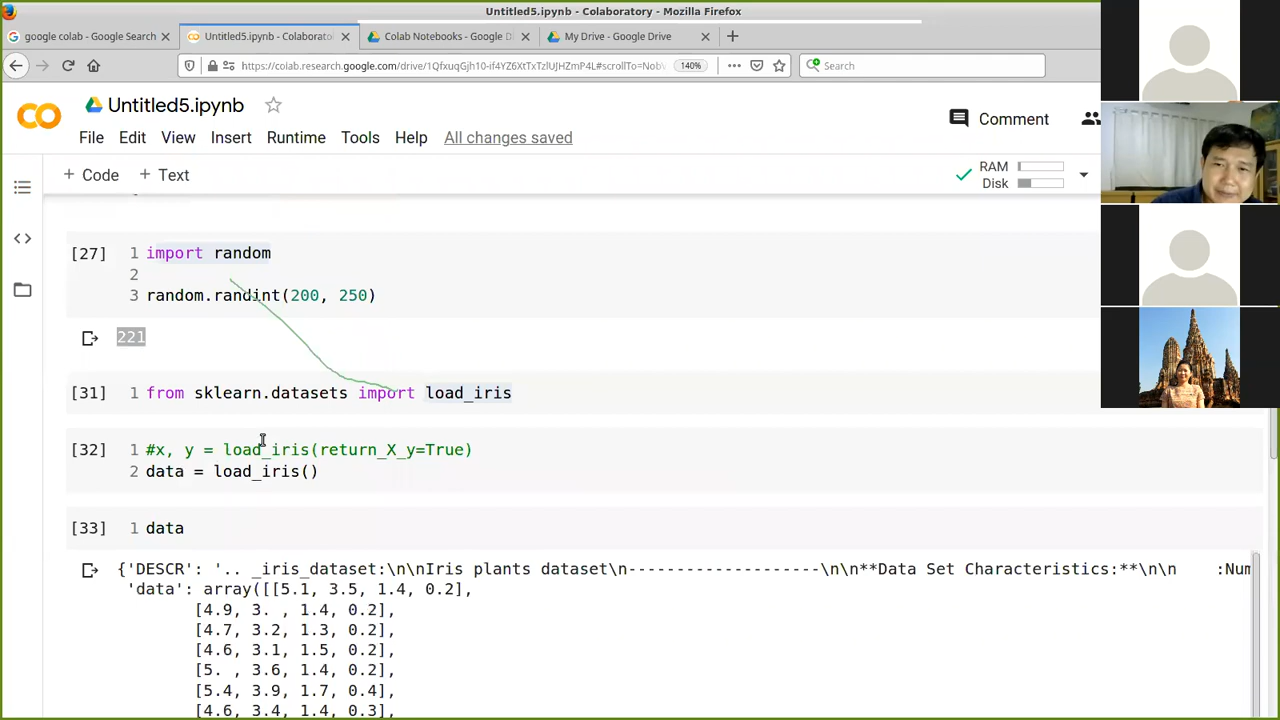 Untitled5.ipynb - Colaboratory - Mozilla Firefox
google colab - Google Search
Untitled5.ipynb - Colaborato
Colab Notebooks - Google D
My Drive - Google Drive
140%
Search
Untitled5.ipynb
File Edit View Insert Runtime Tools Help All changes saved
Comment
+ Code + Text
RAM
Disk
[27] 1 import random
2
3 random.randint(200, 250)
221
[31] 1 from sklearn.datasets import load_iris
[32] 1 #x, y = load_iris(return_X_y=True)
2 data = load_iris()
[33] 1 data
{'DESCR': '.. _iris_dataset:\n\nIris plants dataset\n--------------------\n\n**Data Set Characteristics:**\n\n    :Num
'data': array([[5.1, 3.5, 1.4, 0.2],
[4.9, 3. , 1.4, 0.2],
[4.7, 3.2, 1.3, 0.2],
[4.6, 3.1, 1.5, 0.2],
[5. , 3.6, 1.4, 0.2],
[5.4, 3.9, 1.7, 0.4],
[4.6, 3.4, 1.4, 0.3],